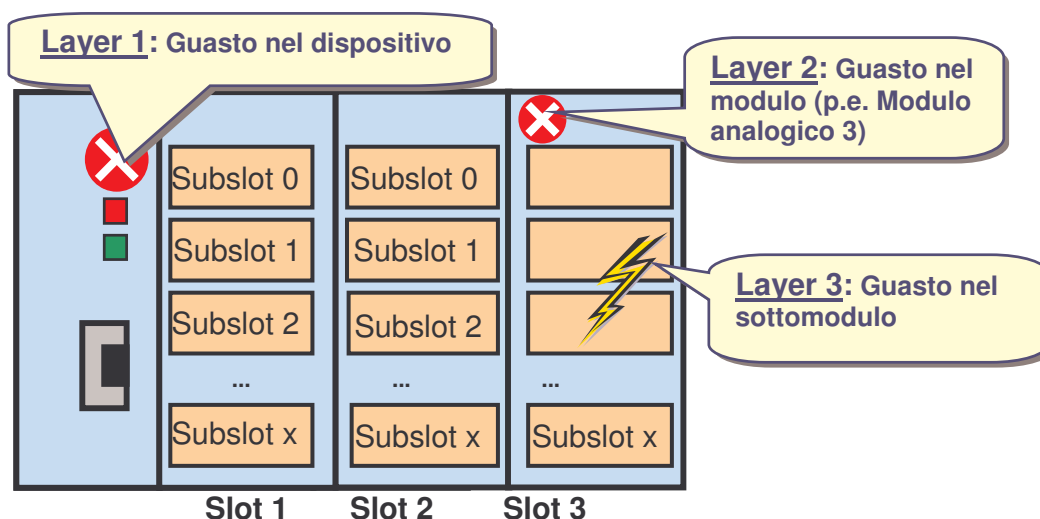 Layer 1: Guasto nel dispositivo
Layer 2: Guasto nel
modulo (p.e. Modulo
analogico 3)
Subslot 0
Subslot 0
Subslot 1
Subslot 1
Layer 3: Guasto nel
sottomodulo
Subslot 2
Subslot 2
...
...
...
Subslot x
Subslot x
Subslot x
Slot 1
Slot 2
Slot 3